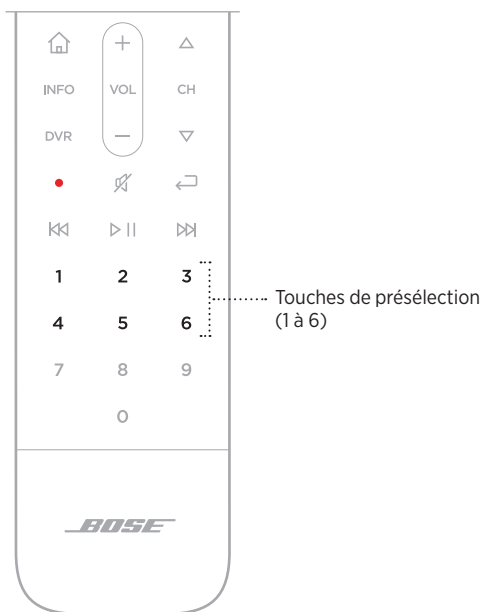 INFO VOL CH
DVR
1 2 3
Touches de présélection
(1 à 6)
4 5 6
7 8 9
0
BOSE